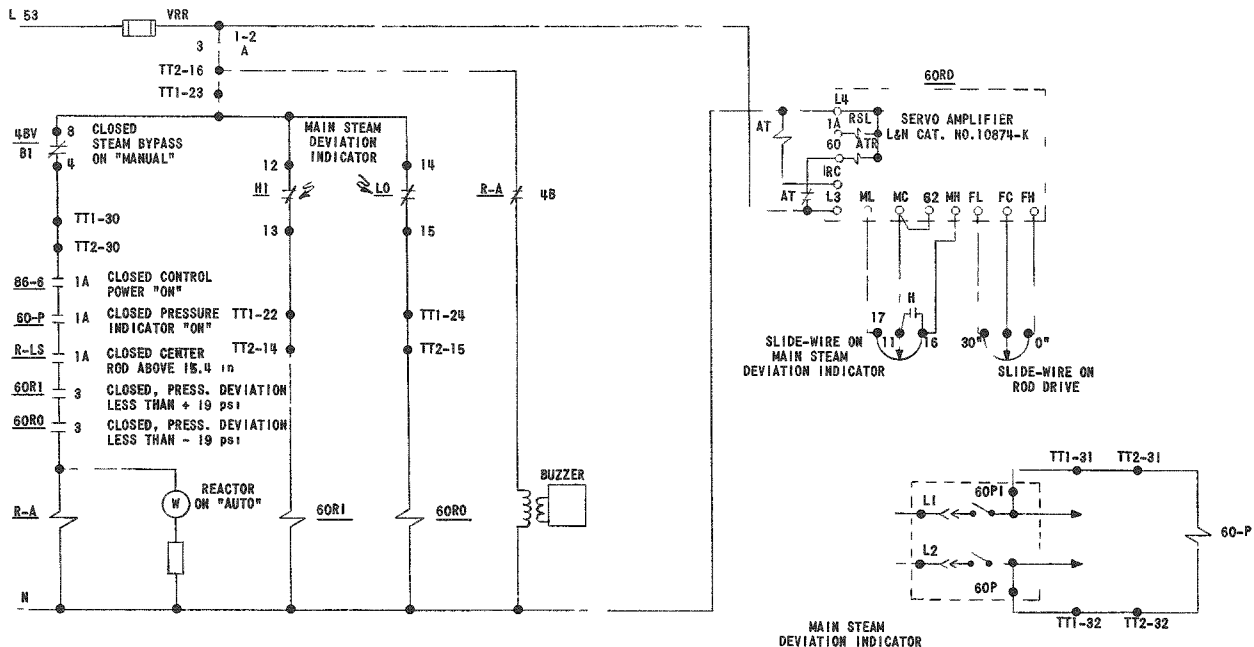 L 53
VRR
3
1-2
A
TT2-16
TT1-23
4BV
B1
8
4
CLOSED
STEAM BYPASS
ON "MANUAL"
MAIN STEAM
DEVIATION
INDICATOR
12
14
HI
LO
R-A
4B
13
15
TT1-30
TT2-30
86-6
1A
CLOSED CONTROL
POWER "ON"
60-P
1A
CLOSED PRESSURE
INDICATOR "ON"
TT1-22
TT1-24
R-LS
1A
CLOSED CENTER
ROD ABOVE 15.4 in
TT2-14
TT2-15
60RI
3
CLOSED, PRESS. DEVIATION
LESS THAN + 19 psi
60RO
3
CLOSED, PRESS. DEVIATION
LESS THAN - 19 psi
R-A
W
REACTOR
ON "AUTO"
60RI
60RO
BUZZER
N
60RD
L4
1A
RSL
SERVO AMPLIFIER
L&N CAT. NO.10874-K
AT
60
ATR
IRC
AT
L3
ML
MC
62
MH
FL
FC
FH
H
17
11
16
30"
0"
SLIDE-WIRE ON
MAIN STEAM
DEVIATION INDICATOR
SLIDE-WIRE ON
ROD DRIVE
TT1-31
TT2-31
60PI
L1
60-P
L2
60P
TT1-32
TT2-32
MAIN STEAM
DEVIATION INDICATOR